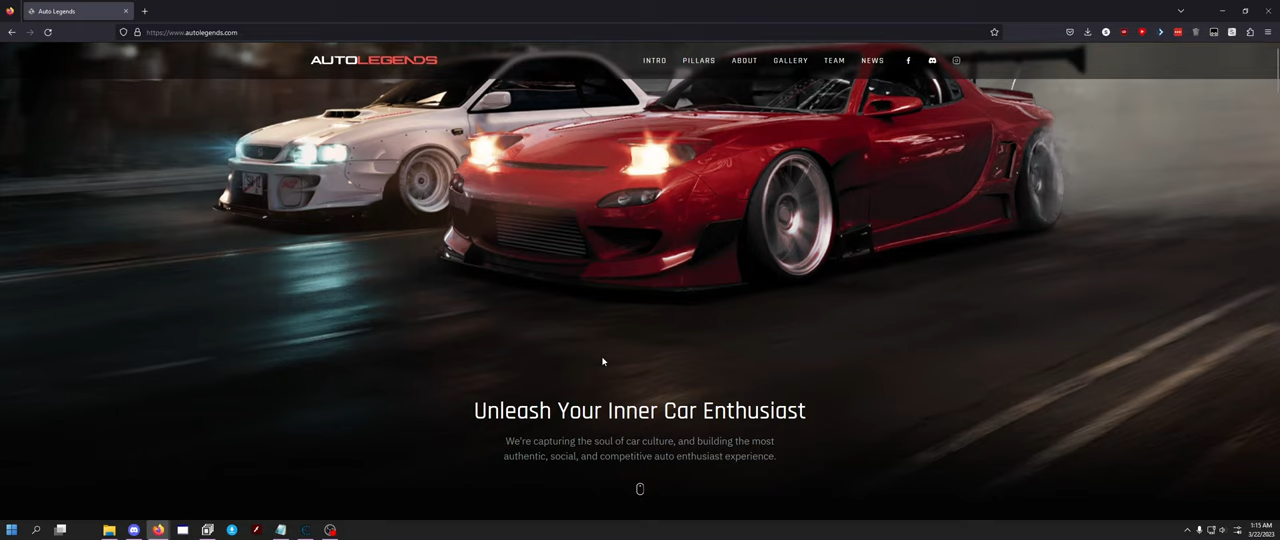 Auto Legends
https://www.autolegends.com
AUTOLEGENDS
INTRO PILLARS ABOUT GALLERY TEAM NEWS
Unleash Your Inner Car Enthusiast
We're capturing the soul of car culture, and building the most
authentic, social, and competitive auto enthusiast experience.
1:15 AM
3/22/2023